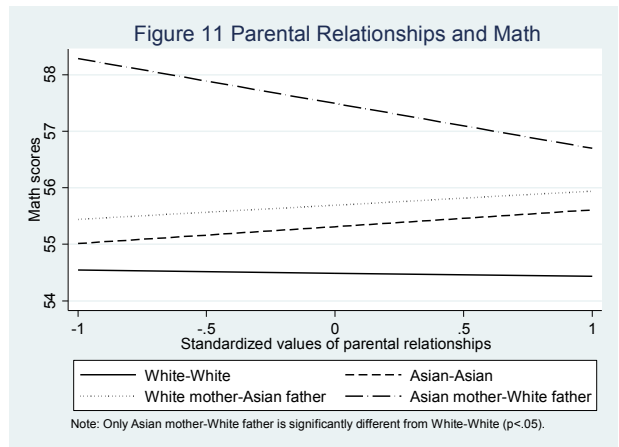 Figure 11 Parental Relationships and Math
58
57
56
55
54
Math scores
-1
-.5
0
.5
1
Standardized values of parental relationships
White-White
Asian-Asian
White mother-Asian father
Asian mother-White father
Note: Only Asian mother-White father is significantly different from White-White (p<.05).